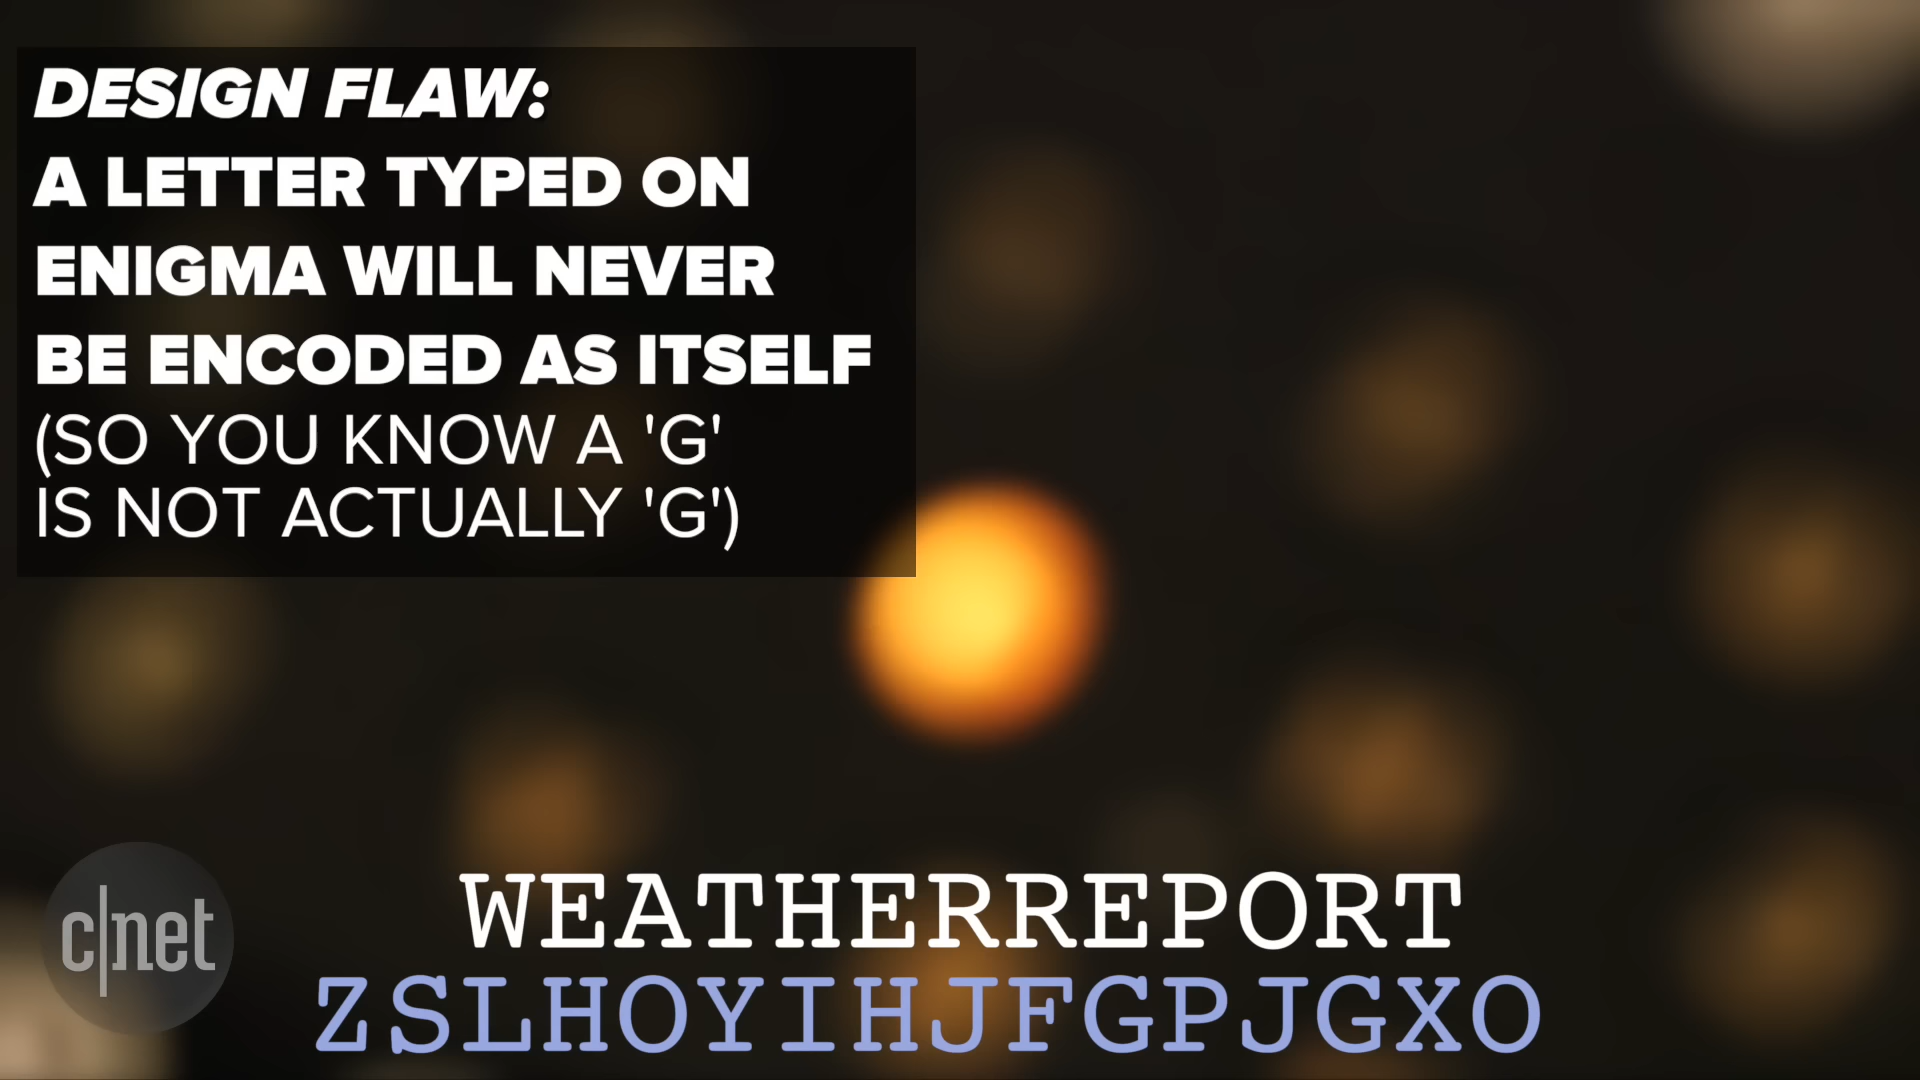 DESIGN FLAW:
A LETTER TYPED ON
ENIGMA WILL NEVER
BE ENCODED AS ITSELF
(SO YOU KNOW A 'G'
IS NOT ACTUALLY 'G')
WEATHERREPORT
ZSLHOYIHJFGPJGXO
c|net